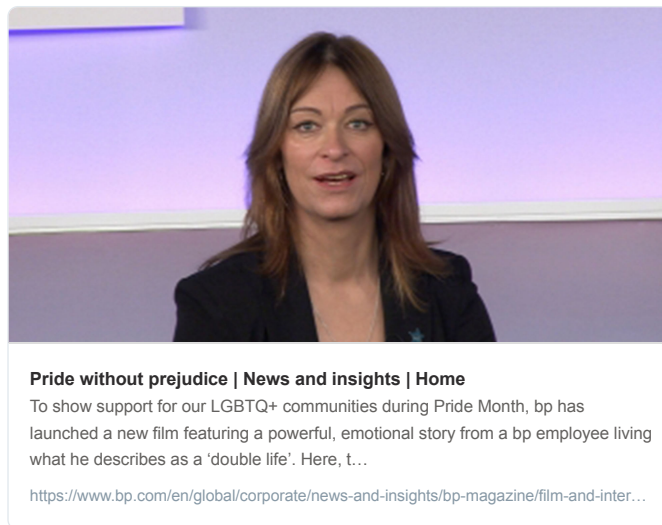 Pride without prejudice | News and insights | Home
To show support for our LGBTQ+ communities during Pride Month, bp has
launched a new film featuring a powerful, emotional story from a bp employee living
what he describes as a ‘double life’. Here, t…
https://www.bp.com/en/global/corporate/news-and-insights/bp-magazine/film-and-inter…